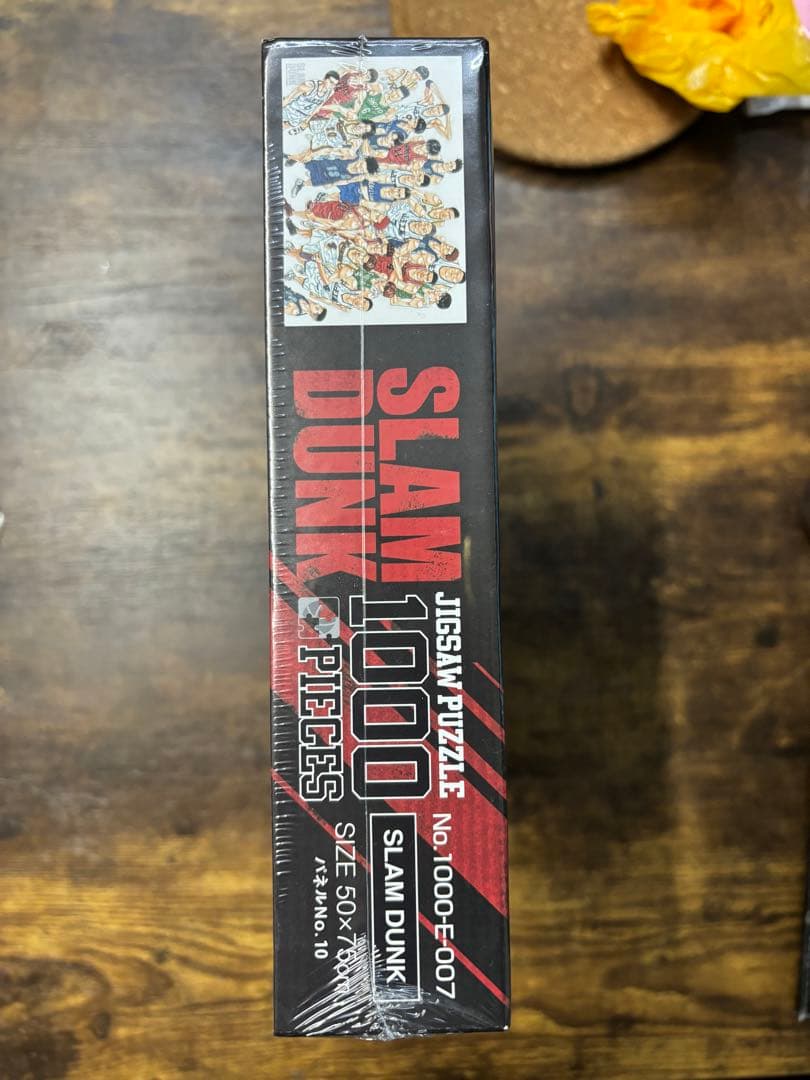 SLAM
DUNK
JIGSAW PUZZLE
1000
PIECES
No.1000-E-007
SLAM DUNK
SIZE 50×75cm
パネルNo.10